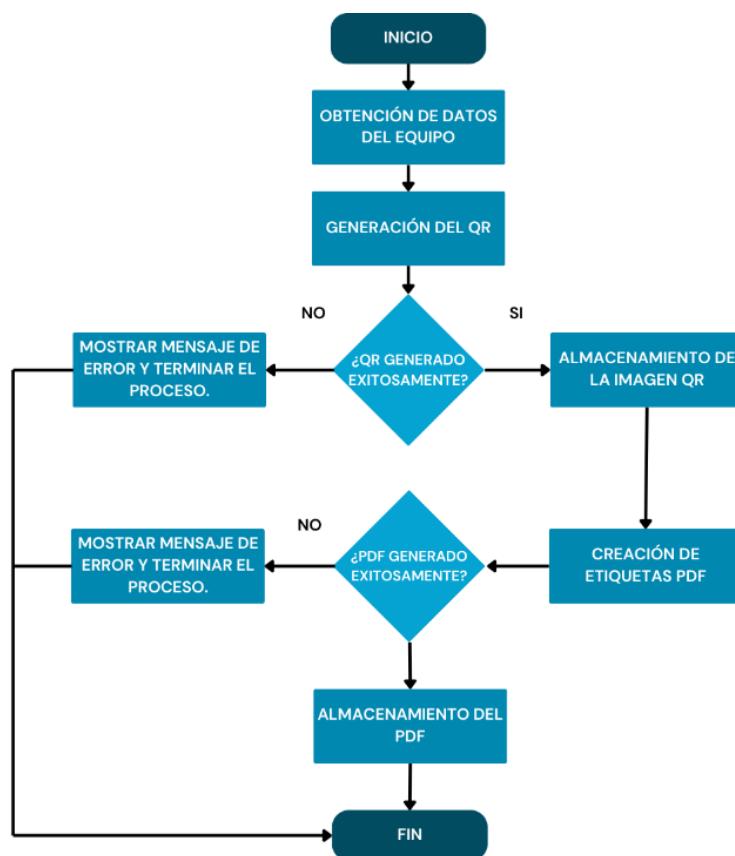 INICIO
OBTENCIÓN DE DATOS
DEL EQUIPO
GENERACIÓN DEL QR
NO
SI
MOSTRAR MENSAJE DE
ERROR Y TERMINAR EL
PROCESO.
¿QR GENERADO
EXITOSAMENTE?
ALMACENAMIENTO DE
LA IMAGEN QR
NO
MOSTRAR MENSAJE DE
ERROR Y TERMINAR EL
PROCESO.
¿PDF GENERADO
EXITOSAMENTE?
CREACIÓN DE
ETIQUETAS PDF
ALMACENAMIENTO DEL
PDF
FIN